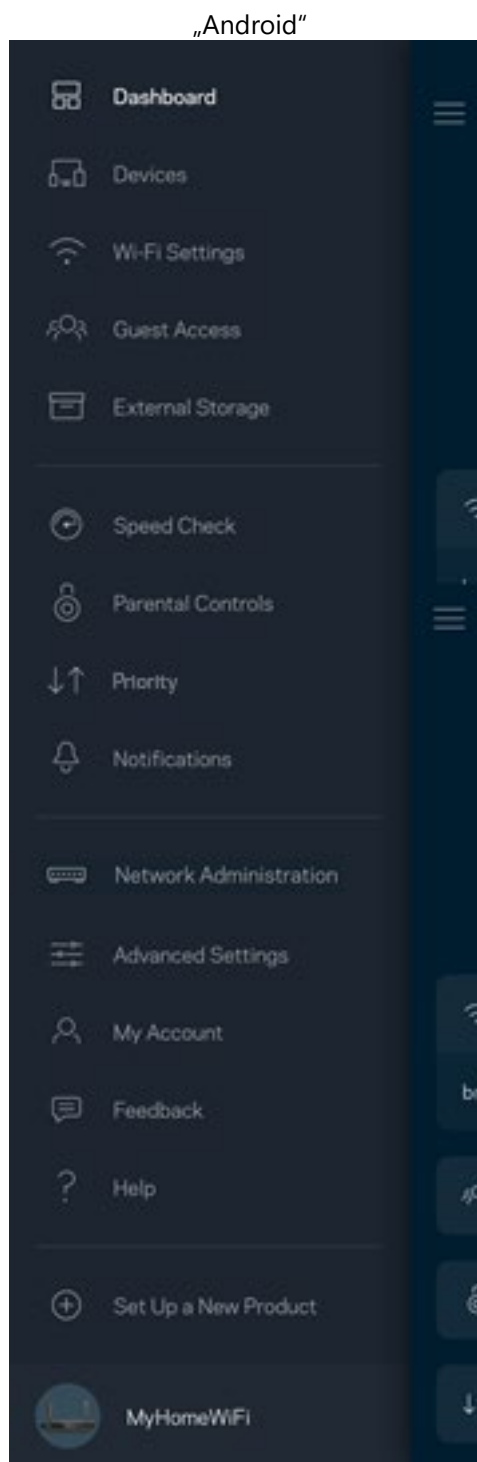 „Android“
Dashboard
Devices
Wi-Fi Settings
Guest Access
External Storage
Speed Check
Parental Controls
Priority
Notifications
Network Administration
Advanced Settings
My Account
Feedback
Help
Set Up a New Product
MyHomeWiFi